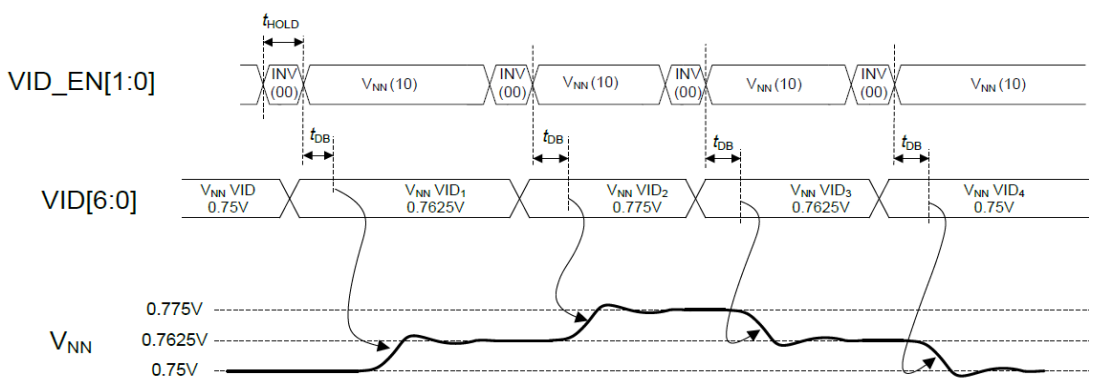 tHOLD
VID_EN[1:0]
INV
(00)
VNN (10)
INV
(00)
VNN (10)
INV
(00)
VNN (10)
INV
(00)
VNN (10)
tDB
tDB
tDB
tDB
VID[6:0]
VNN VID
0.75V
VNN VID1
0.7625V
VNN VID2
0.775V
VNN VID3
0.7625V
VNN VID4
0.75V
VNN
0.775V
0.7625V
0.75V